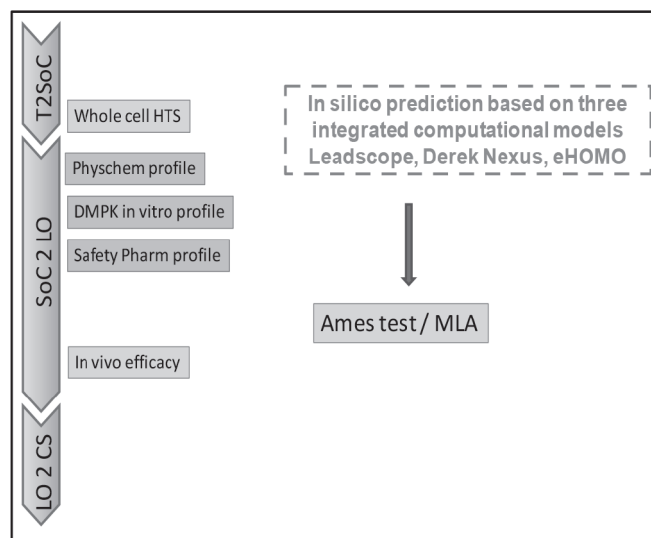 T2SoC
Whole cell HTS
SoC 2 LO
Physchem profile
DMPK in vitro profile
Safety Pharm profile
In vivo efficacy
LO 2 CS
In silico prediction based on three
integrated computational models
Leadscope, Derek Nexus, eHOMO
Ames test / MLA